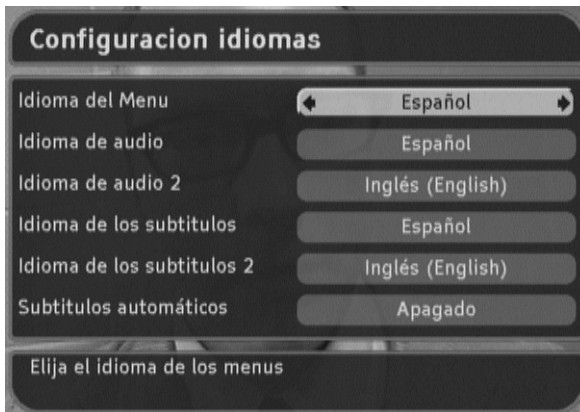 Configuracion idiomas
Idioma del Menu Español
Idioma de audio Español
Idioma de audio 2 Inglés (English)
Idioma de los subtitulos Español
Idioma de los subtitulos 2 Inglés (English)
Subtitulos automáticos Apagado
Elija el idioma de los menus